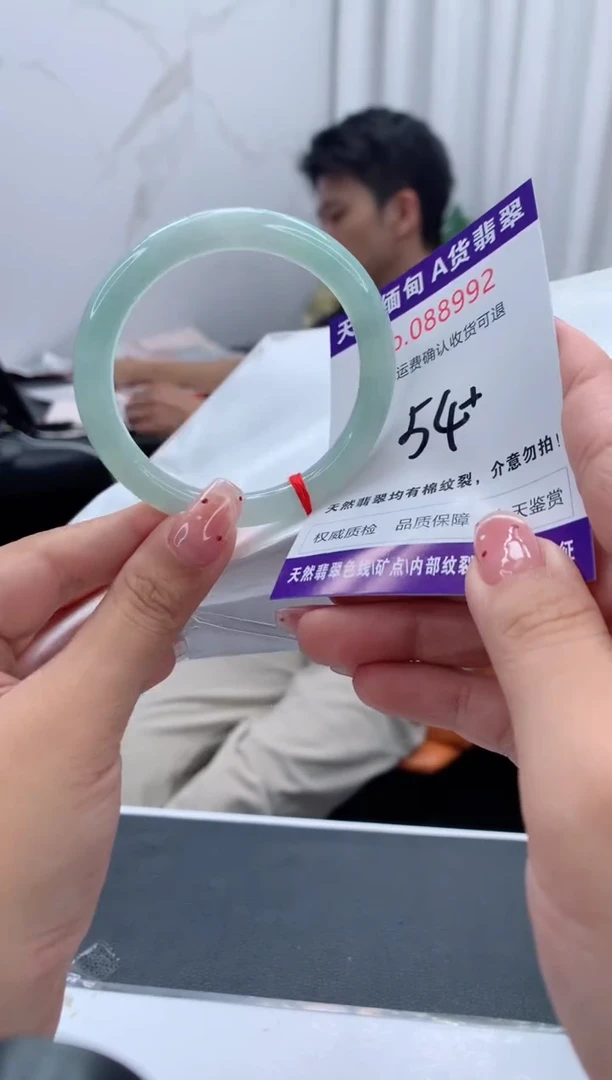 天 缅甸 A货翡翠
o.088992
运费确认收货可退
54+
天然翡翠均有棉纹裂，介意勿拍！
权威质检 品质保障 天鉴赏
天然翡翠色线\矿点\内部纹裂 证